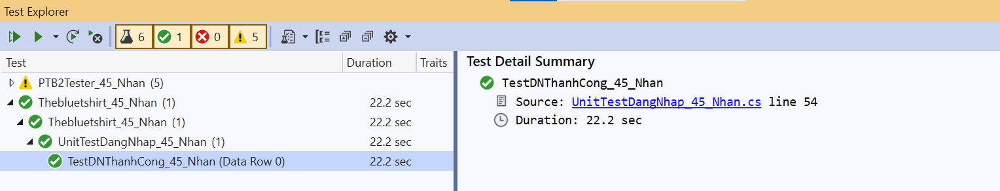 Test Explorer
6 1 0 5
Test Duration Traits
PTB2Tester_45_Nhan (5)
Thebluetshirt_45_Nhan (1) 22.2 sec
Thebluetshirt_45_Nhan (1) 22.2 sec
UnitTestDangNhap_45_Nhan (1) 22.2 sec
TestDNThanhCong_45_Nhan (Data Row 0) 22.2 sec
Test Detail Summary
TestDNThanhCong_45_Nhan
Source: UnitTestDangNhap_45_Nhan.cs line 54
Duration: 22.2 sec